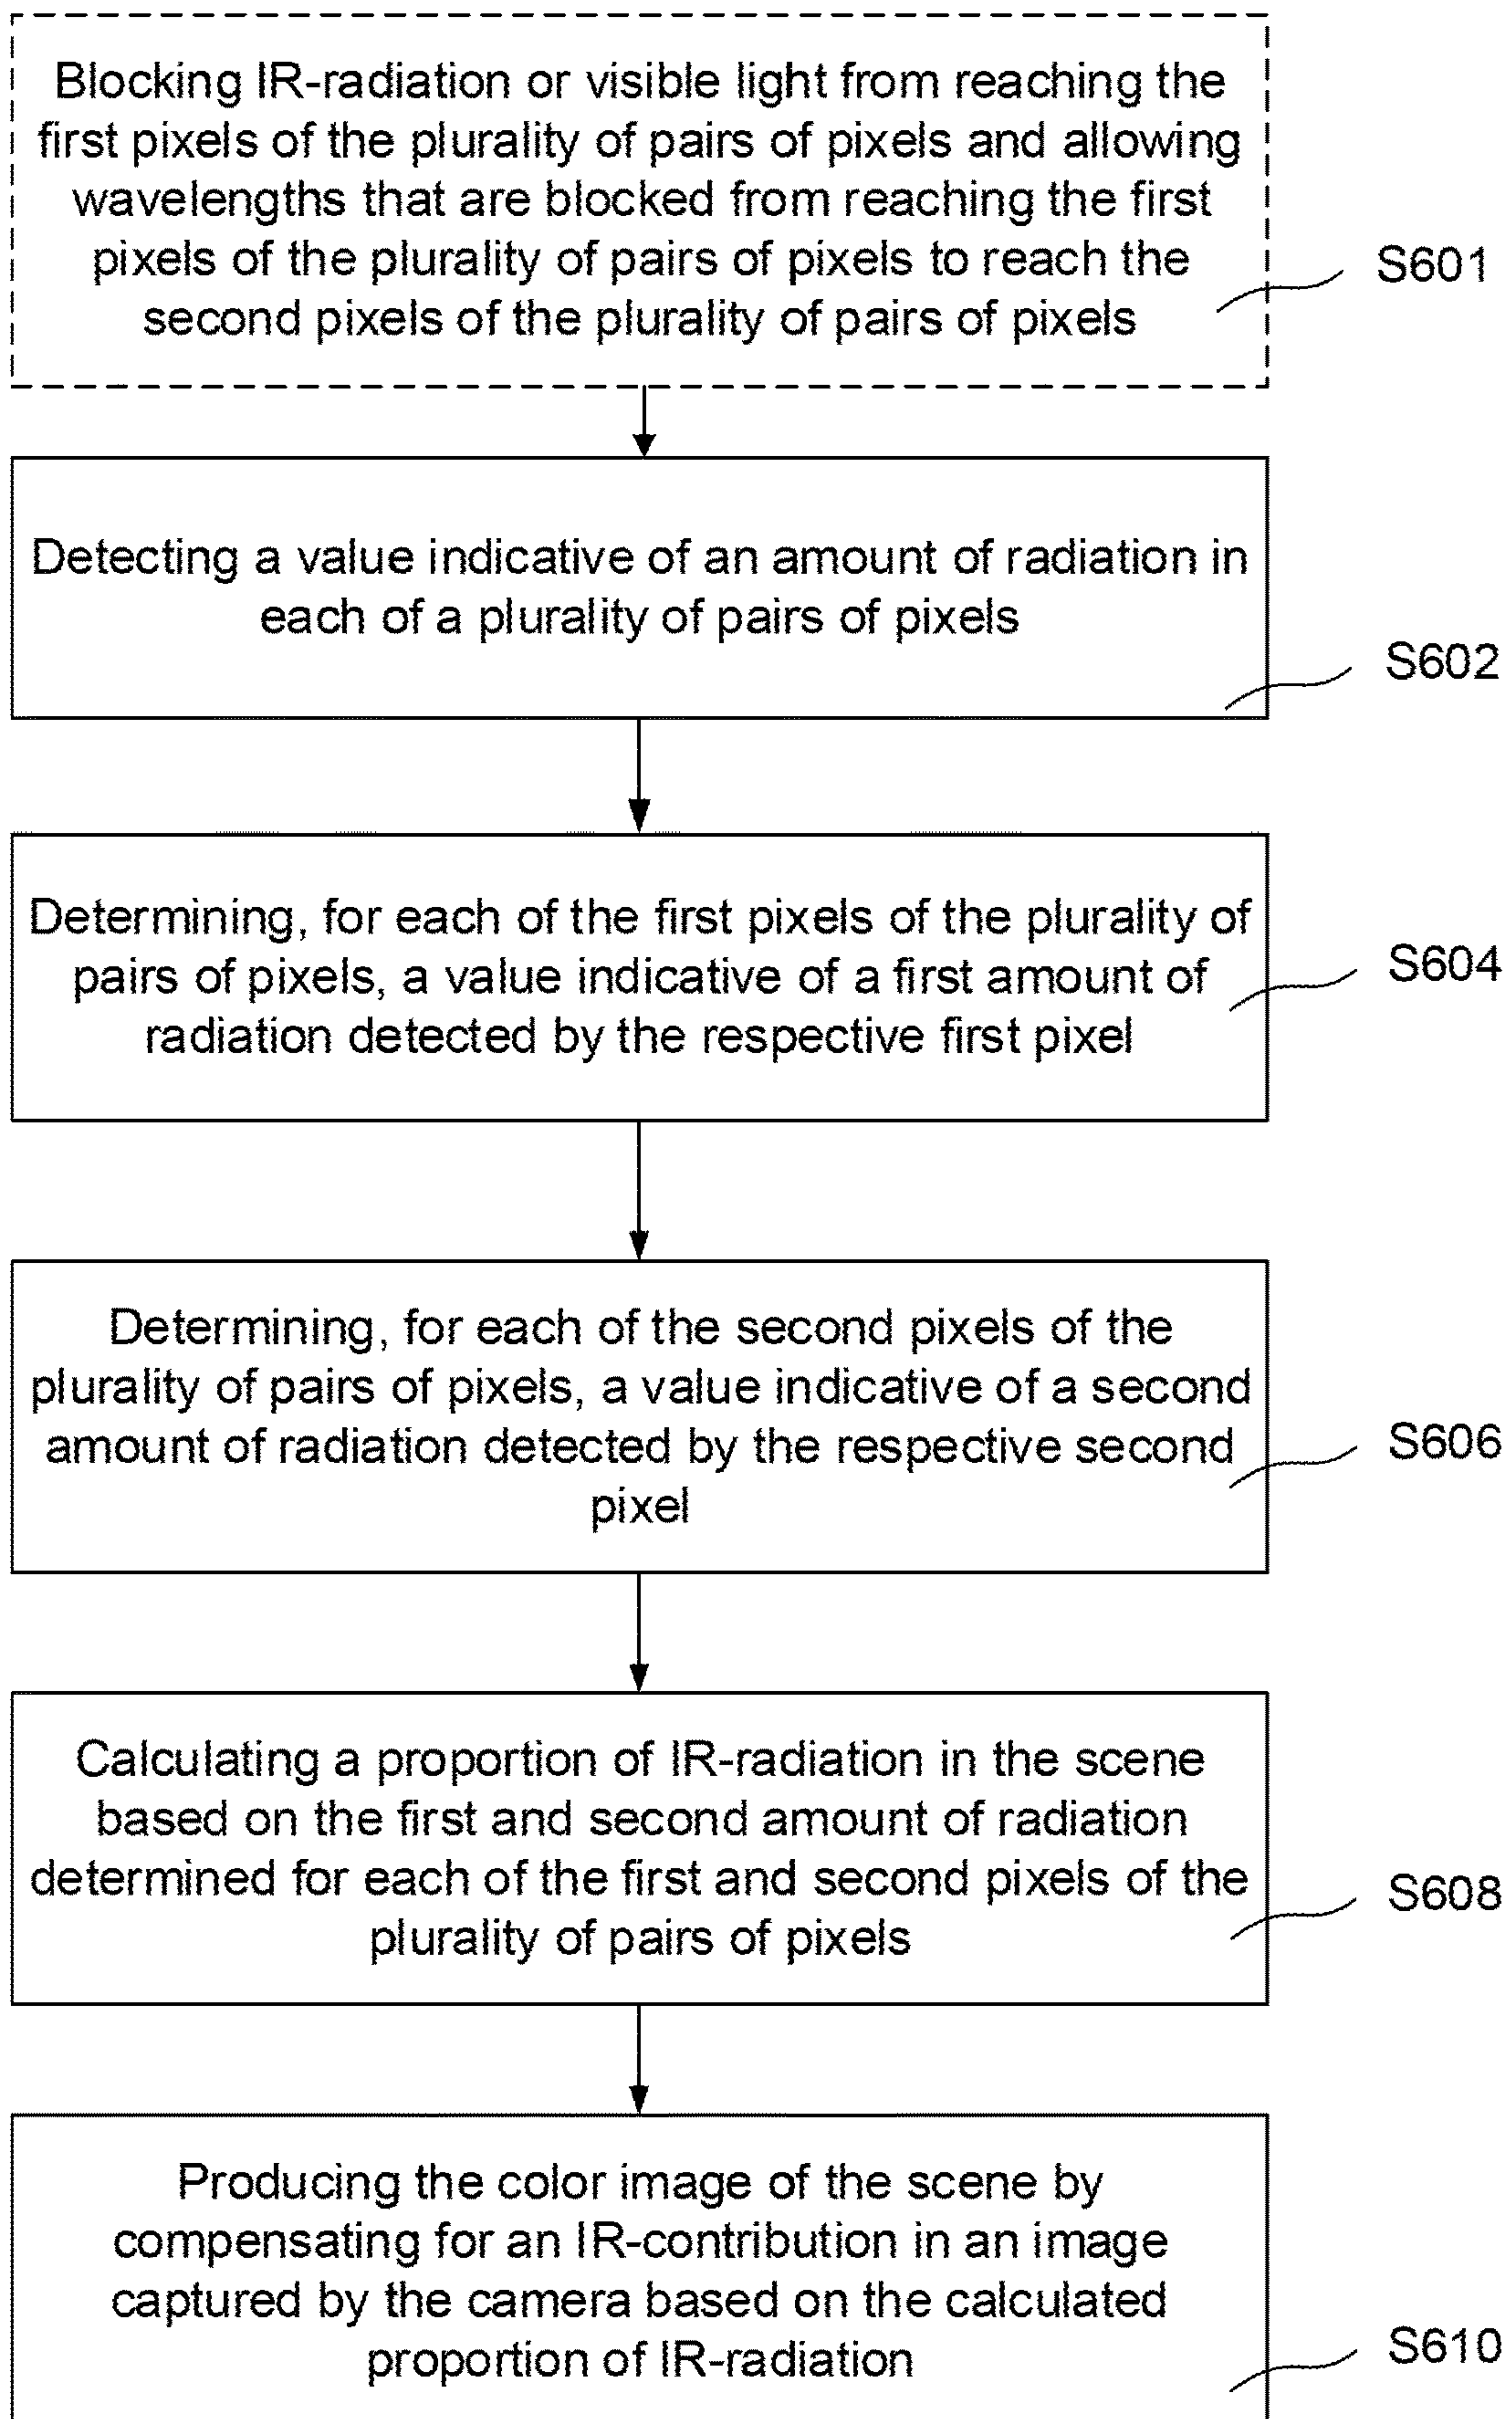 Blocking IR-radiation or visible light from reaching the
first pixels of the plurality of pairs of pixels and allowing
wavelengths that are blocked from reaching the first
pixels of the plurality of pairs of pixels to reach the
second pixels of the plurality of pairs of pixels
S601
Detecting a value indicative of an amount of radiation in
each of a plurality of pairs of pixels
S602
Determining, for each of the first pixels of the plurality of
pairs of pixels, a value indicative of a first amount of
radiation detected by the respective first pixel
S604
Determining, for each of the second pixels of the
plurality of pairs of pixels, a value indicative of a second
amount of radiation detected by the respective second
pixel
S606
Calculating a proportion of IR-radiation in the scene
based on the first and second amount of radiation
determined for each of the first and second pixels of the
plurality of pairs of pixels
S608
Producing the color image of the scene by
compensating for an IR-contribution in an image
captured by the camera based on the calculated
proportion of IR-radiation
S610